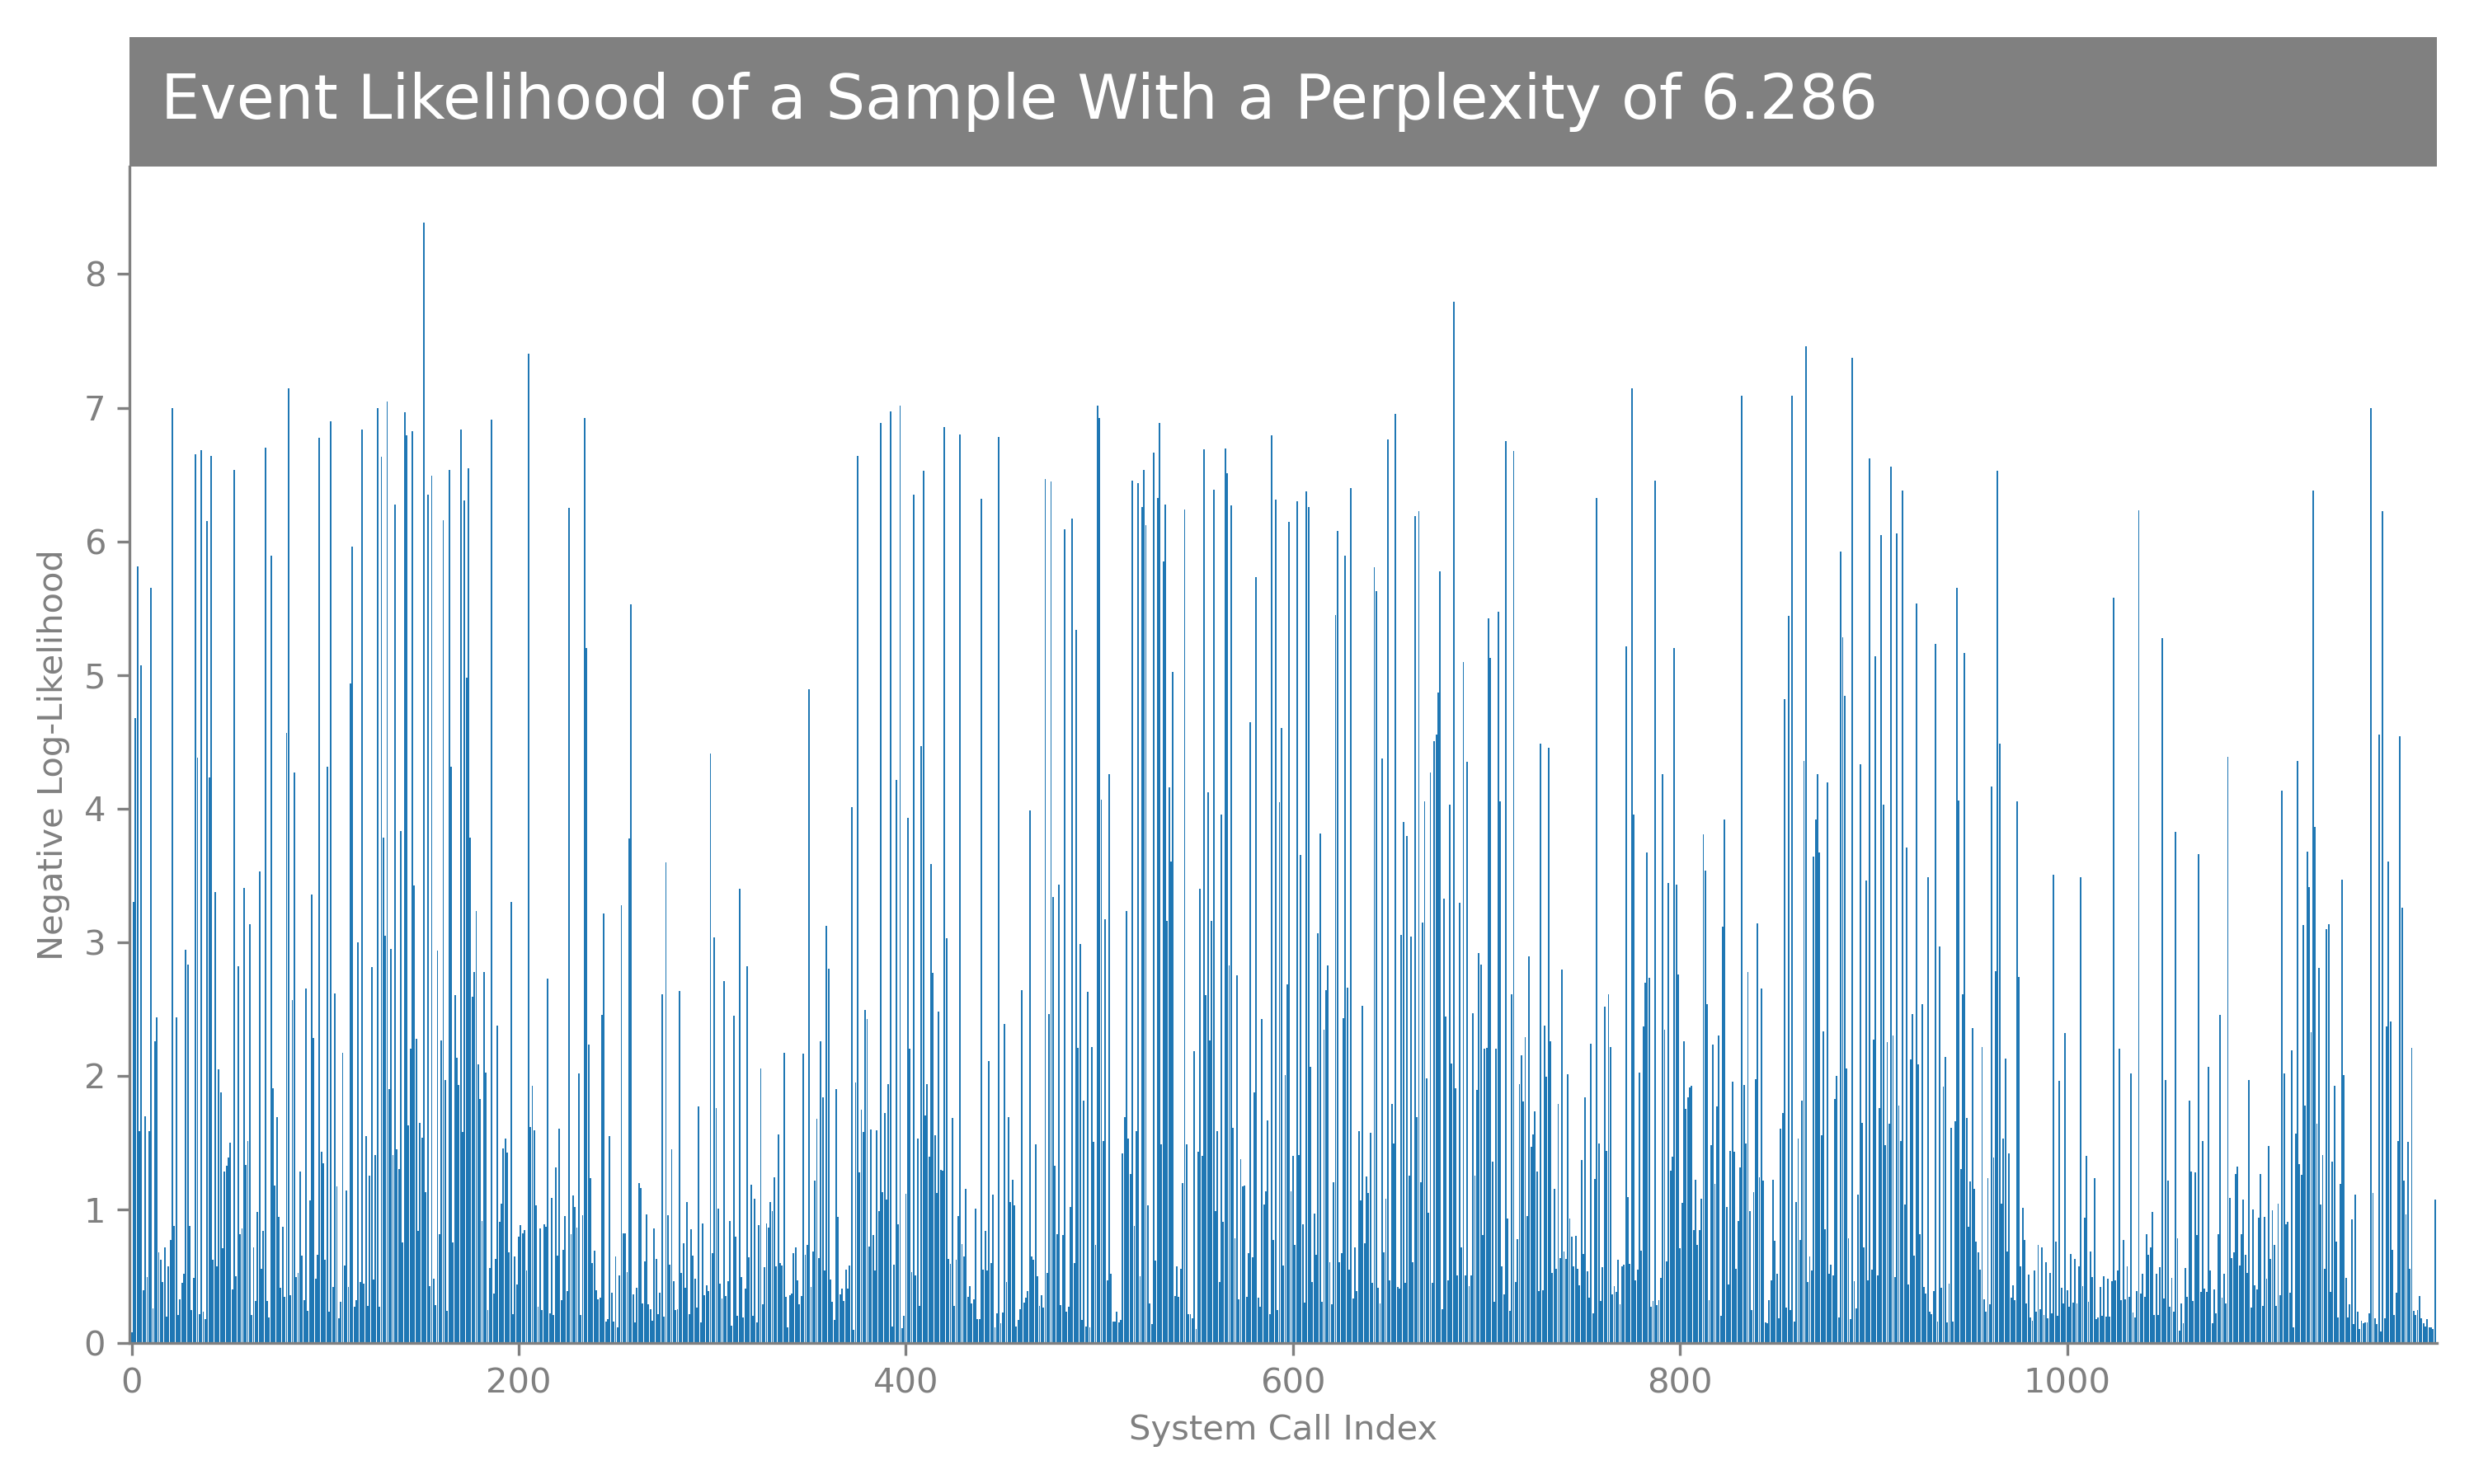 Event Likelihood of a Sample With a Perplexity of 6.286
8
7
6
5
4
3
2
1
0
Negative Log-Likelihood
0 200 400 600 800 1000
System Call Index